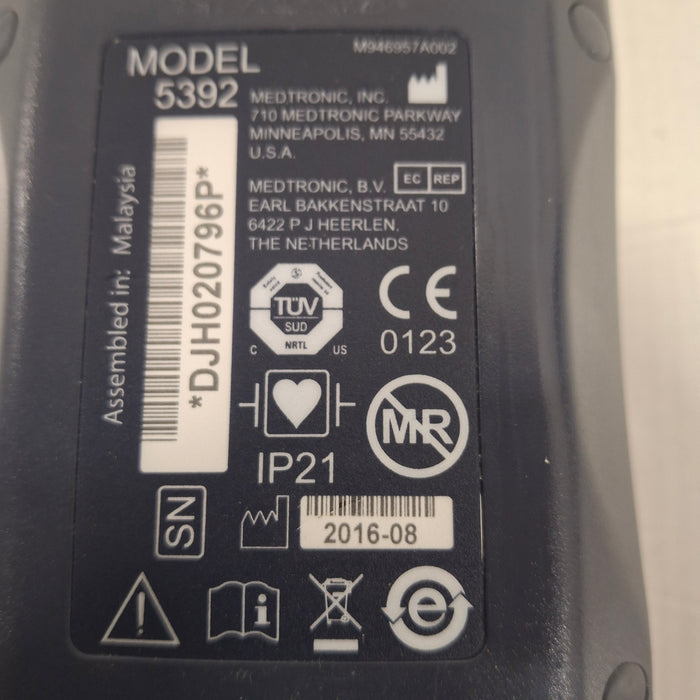 M946957A002
MODEL
5392
MEDTRONIC, INC.
710 MEDTRONIC PARKWAY
MINNEAPOLIS, MN 55432
U.S.A.
EC REP
MEDTRONIC, B.V.
EARL BAKKENSTRAAT 10
6422 P J HEERLEN.
THE NETHERLANDS
Assembled in: Malaysia
*DJH020796P*
TÜV
SUD
NRTL
C US
CE
0123
MR
IP21
SN
2016-08
i
e